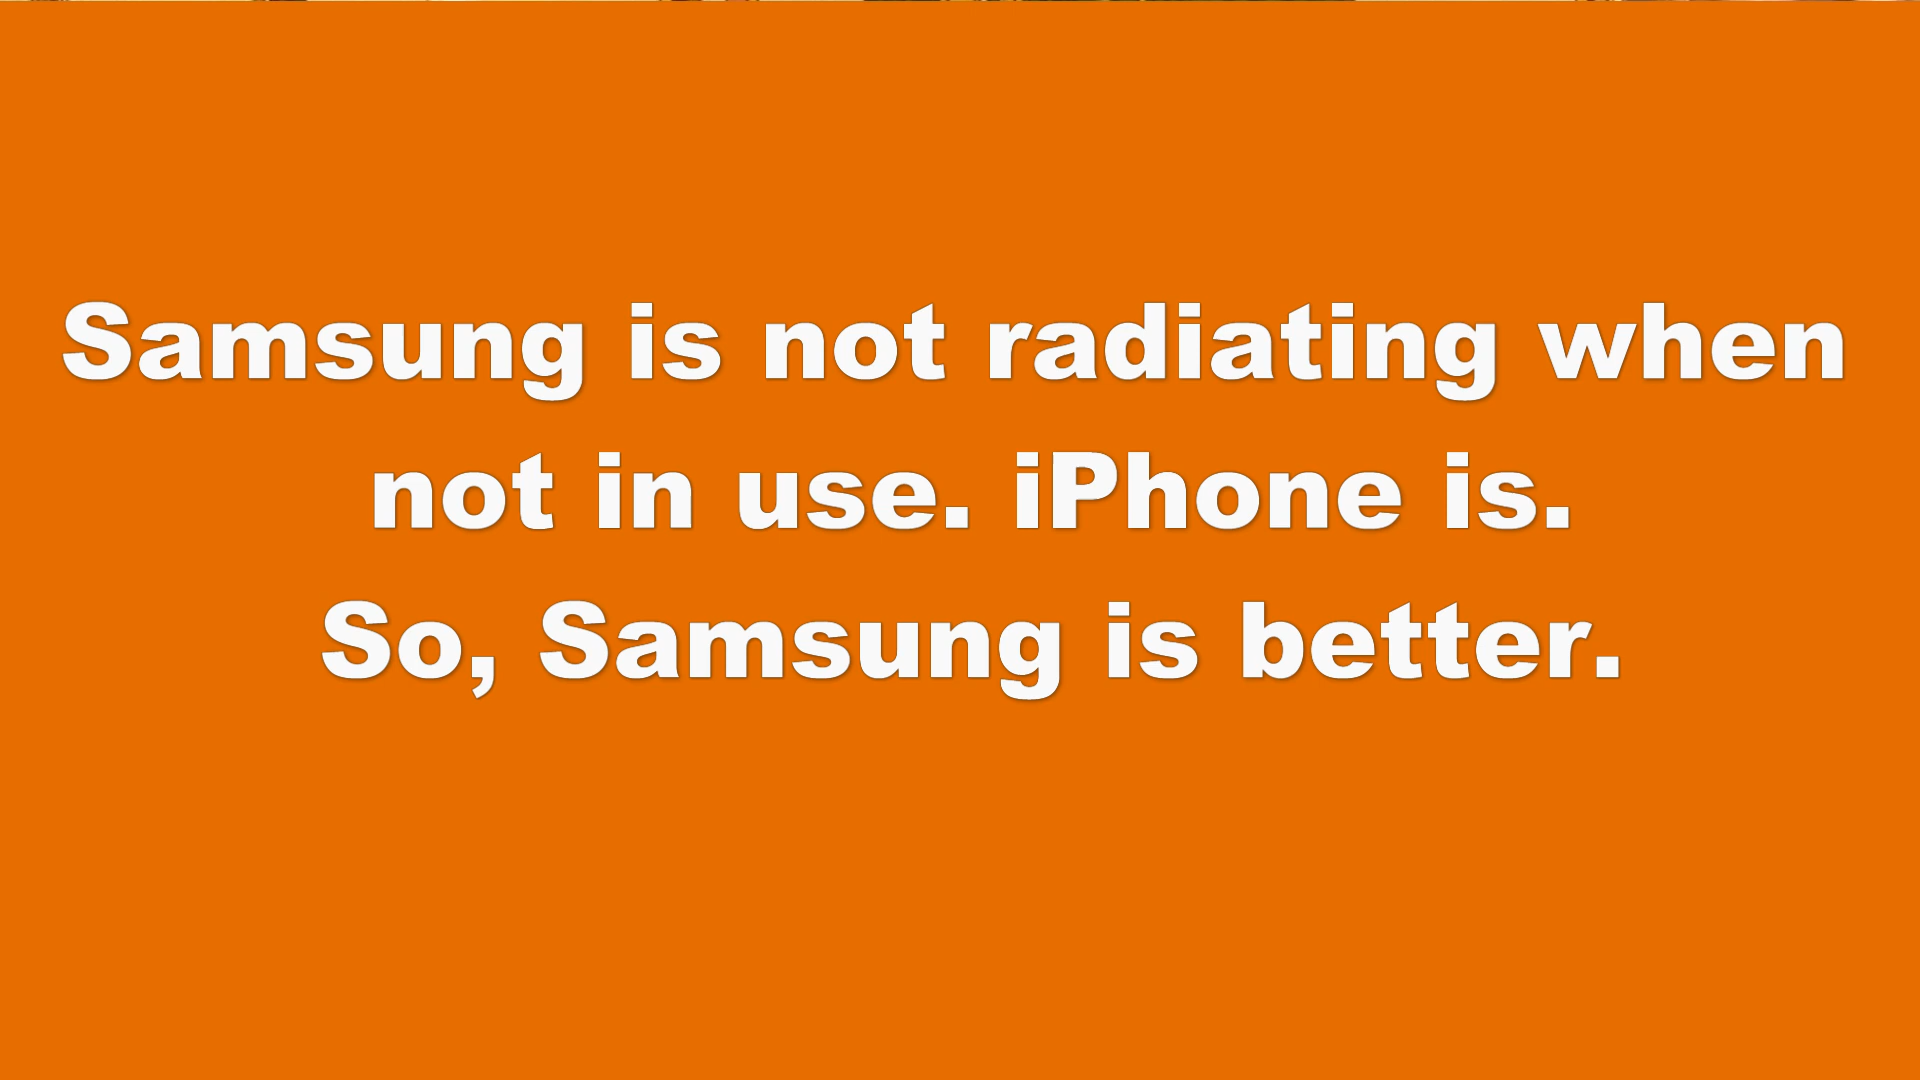 Samsung is not radiating when
not in use. iPhone is.
So, Samsung is better.